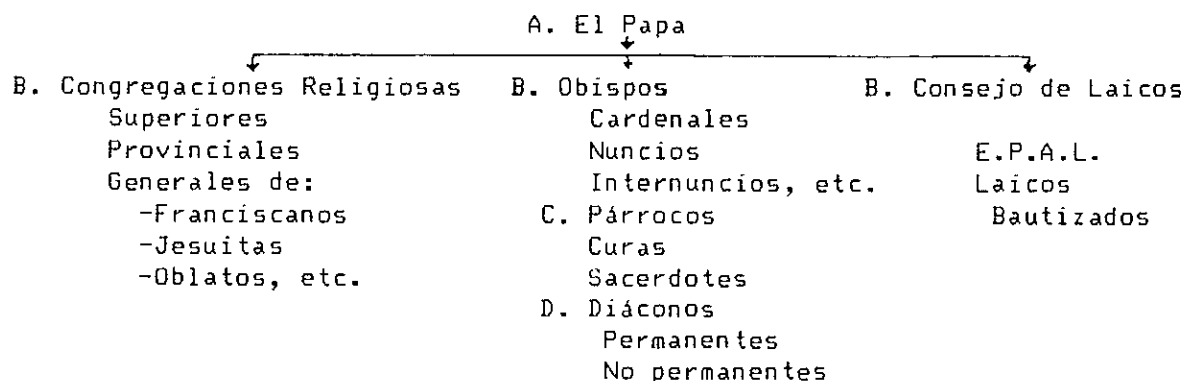 A. El Papa
B. Congregaciones Religiosas
Superiores
Provinciales
Generales de:
-Franciscanos
-Jesuitas
-Oblatos, etc.
B. Obispos
Cardenales
Nuncios
Internuncios, etc.
C. Párrocos
Curas
Sacerdotes
D. Diáconos
Permanentes
No permanentes
B. Consejo de Laicos
E.P.A.L.
Laicos
Bautizados